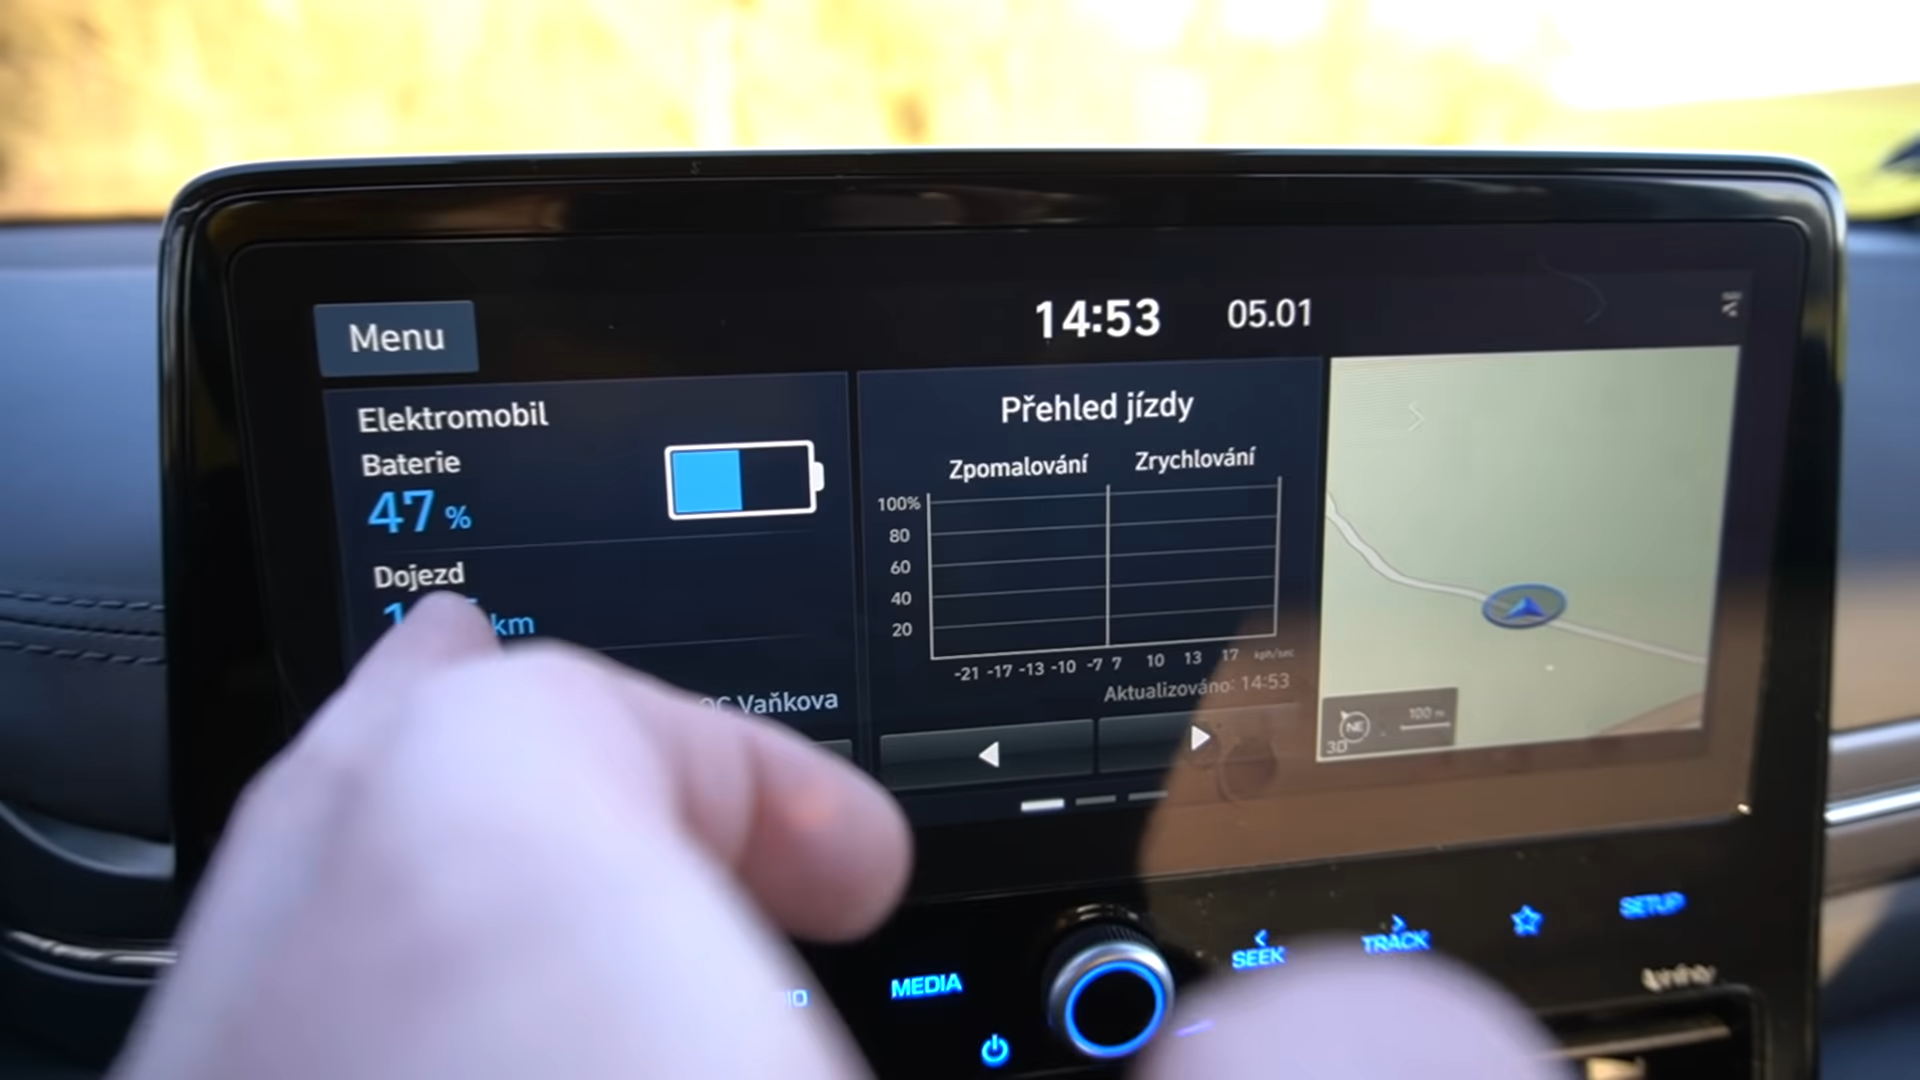 Menu
14:53
05.01
Elektromobil
Baterie
47 %
Dojezd
km
OC Vaňkova
Přehled jízdy
Zpomalování
Zrychlování
100%
80
60
40
20
-21 -17 -13 -10 -7 7 10 13 17 kph/sec
Aktualizováno: 14:53
NE
100 m
3D
SEEK
TRACK
SETUP
MEDIA